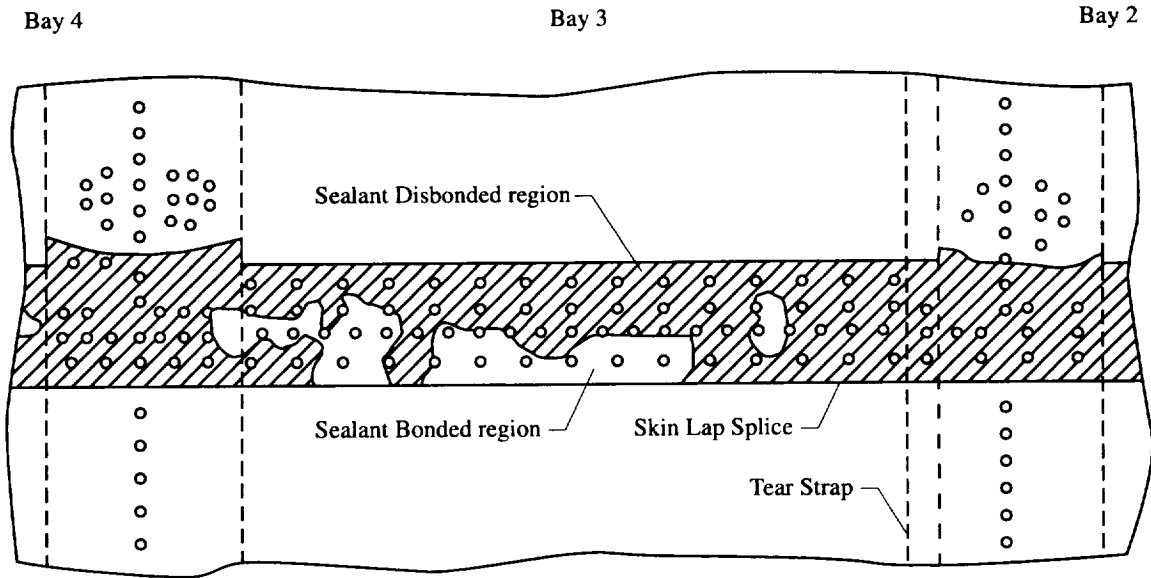 Bay 4
Bay 3
Bay 2
Sealant Disbonded region
Sealant Bonded region
Skin Lap Splice
Tear Strap